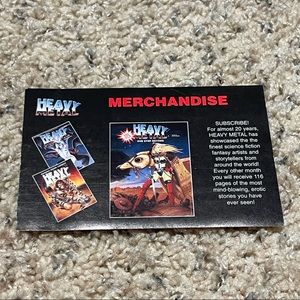 HEAVY
METAL
MERCHANDISE
HEAVY
HEAVY
HEAVY
METAL
SUBSCRIBE!
For almost 20 years,
HEAVY METAL has
showcased the the
finest science fiction
fantasy artists and
storytellers from
around the world!
Every other month
you will receive 116
pages of the most
mind-blowing, erotic
stories you have
ever seen!